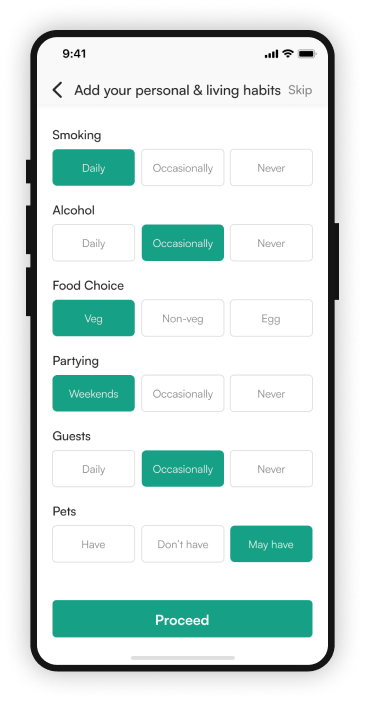 9:41
Add your personal & living habits Skip
Smoking
Daily Occasionally Never
Alcohol
Daily Occasionally Never
Food Choice
Veg Non-veg Egg
Partying
Weekends Occasionally Never
Guests
Daily Occasionally Never
Pets
Have Don't have May have
Proceed